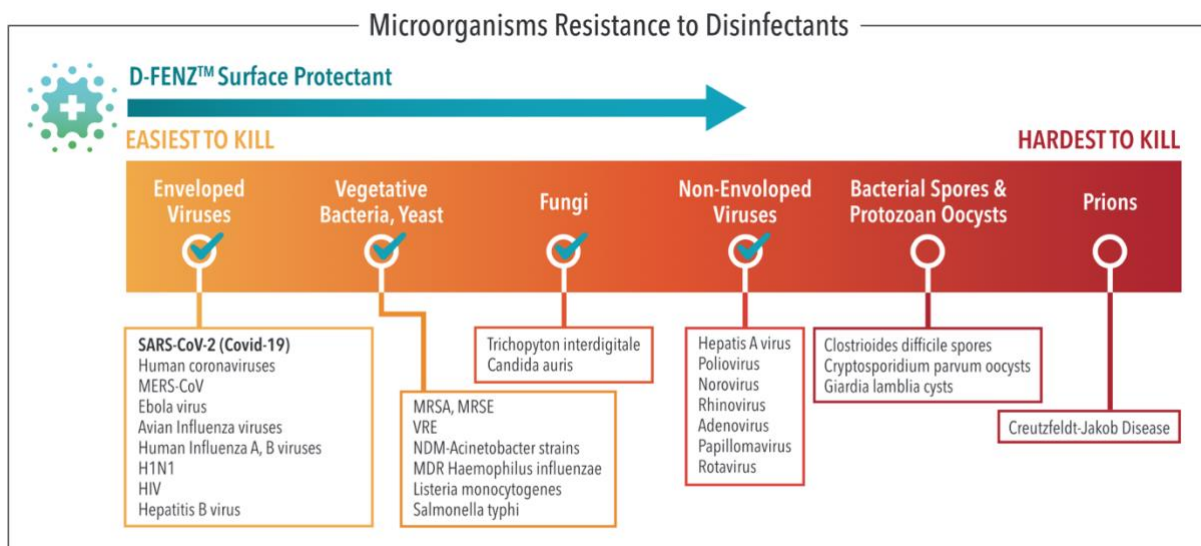 Microorganisms Resistance to Disinfectants
D-FENZ™ Surface Protectant
EASIEST TO KILL
HARDEST TO KILL
Enveloped
Viruses
Vegetative
Bacteria, Yeast
Fungi
Non-Envoloped
Viruses
Bacterial Spores &
Protozoan Oocysts
Prions
SARS-CoV-2 (Covid-19)
Human coronaviruses
MERS-CoV
Ebola virus
Avian Influenza viruses
Human Influenza A, B viruses
H1N1
HIV
Hepatitis B virus
MRSA, MRSE
VRE
NDM-Acinetobacter strains
MDR Haemophilus influenzae
Listeria monocytogenes
Salmonella typhi
Trichopyton interdigitale
Candida auris
Hepatis A virus
Poliovirus
Norovirus
Rhinovirus
Adenovirus
Papillomavirus
Rotavirus
Clostrioides difficile spores
Cryptosporidium parvum oocysts
Giardia lamblia cysts
Creutzfeldt-Jakob Disease